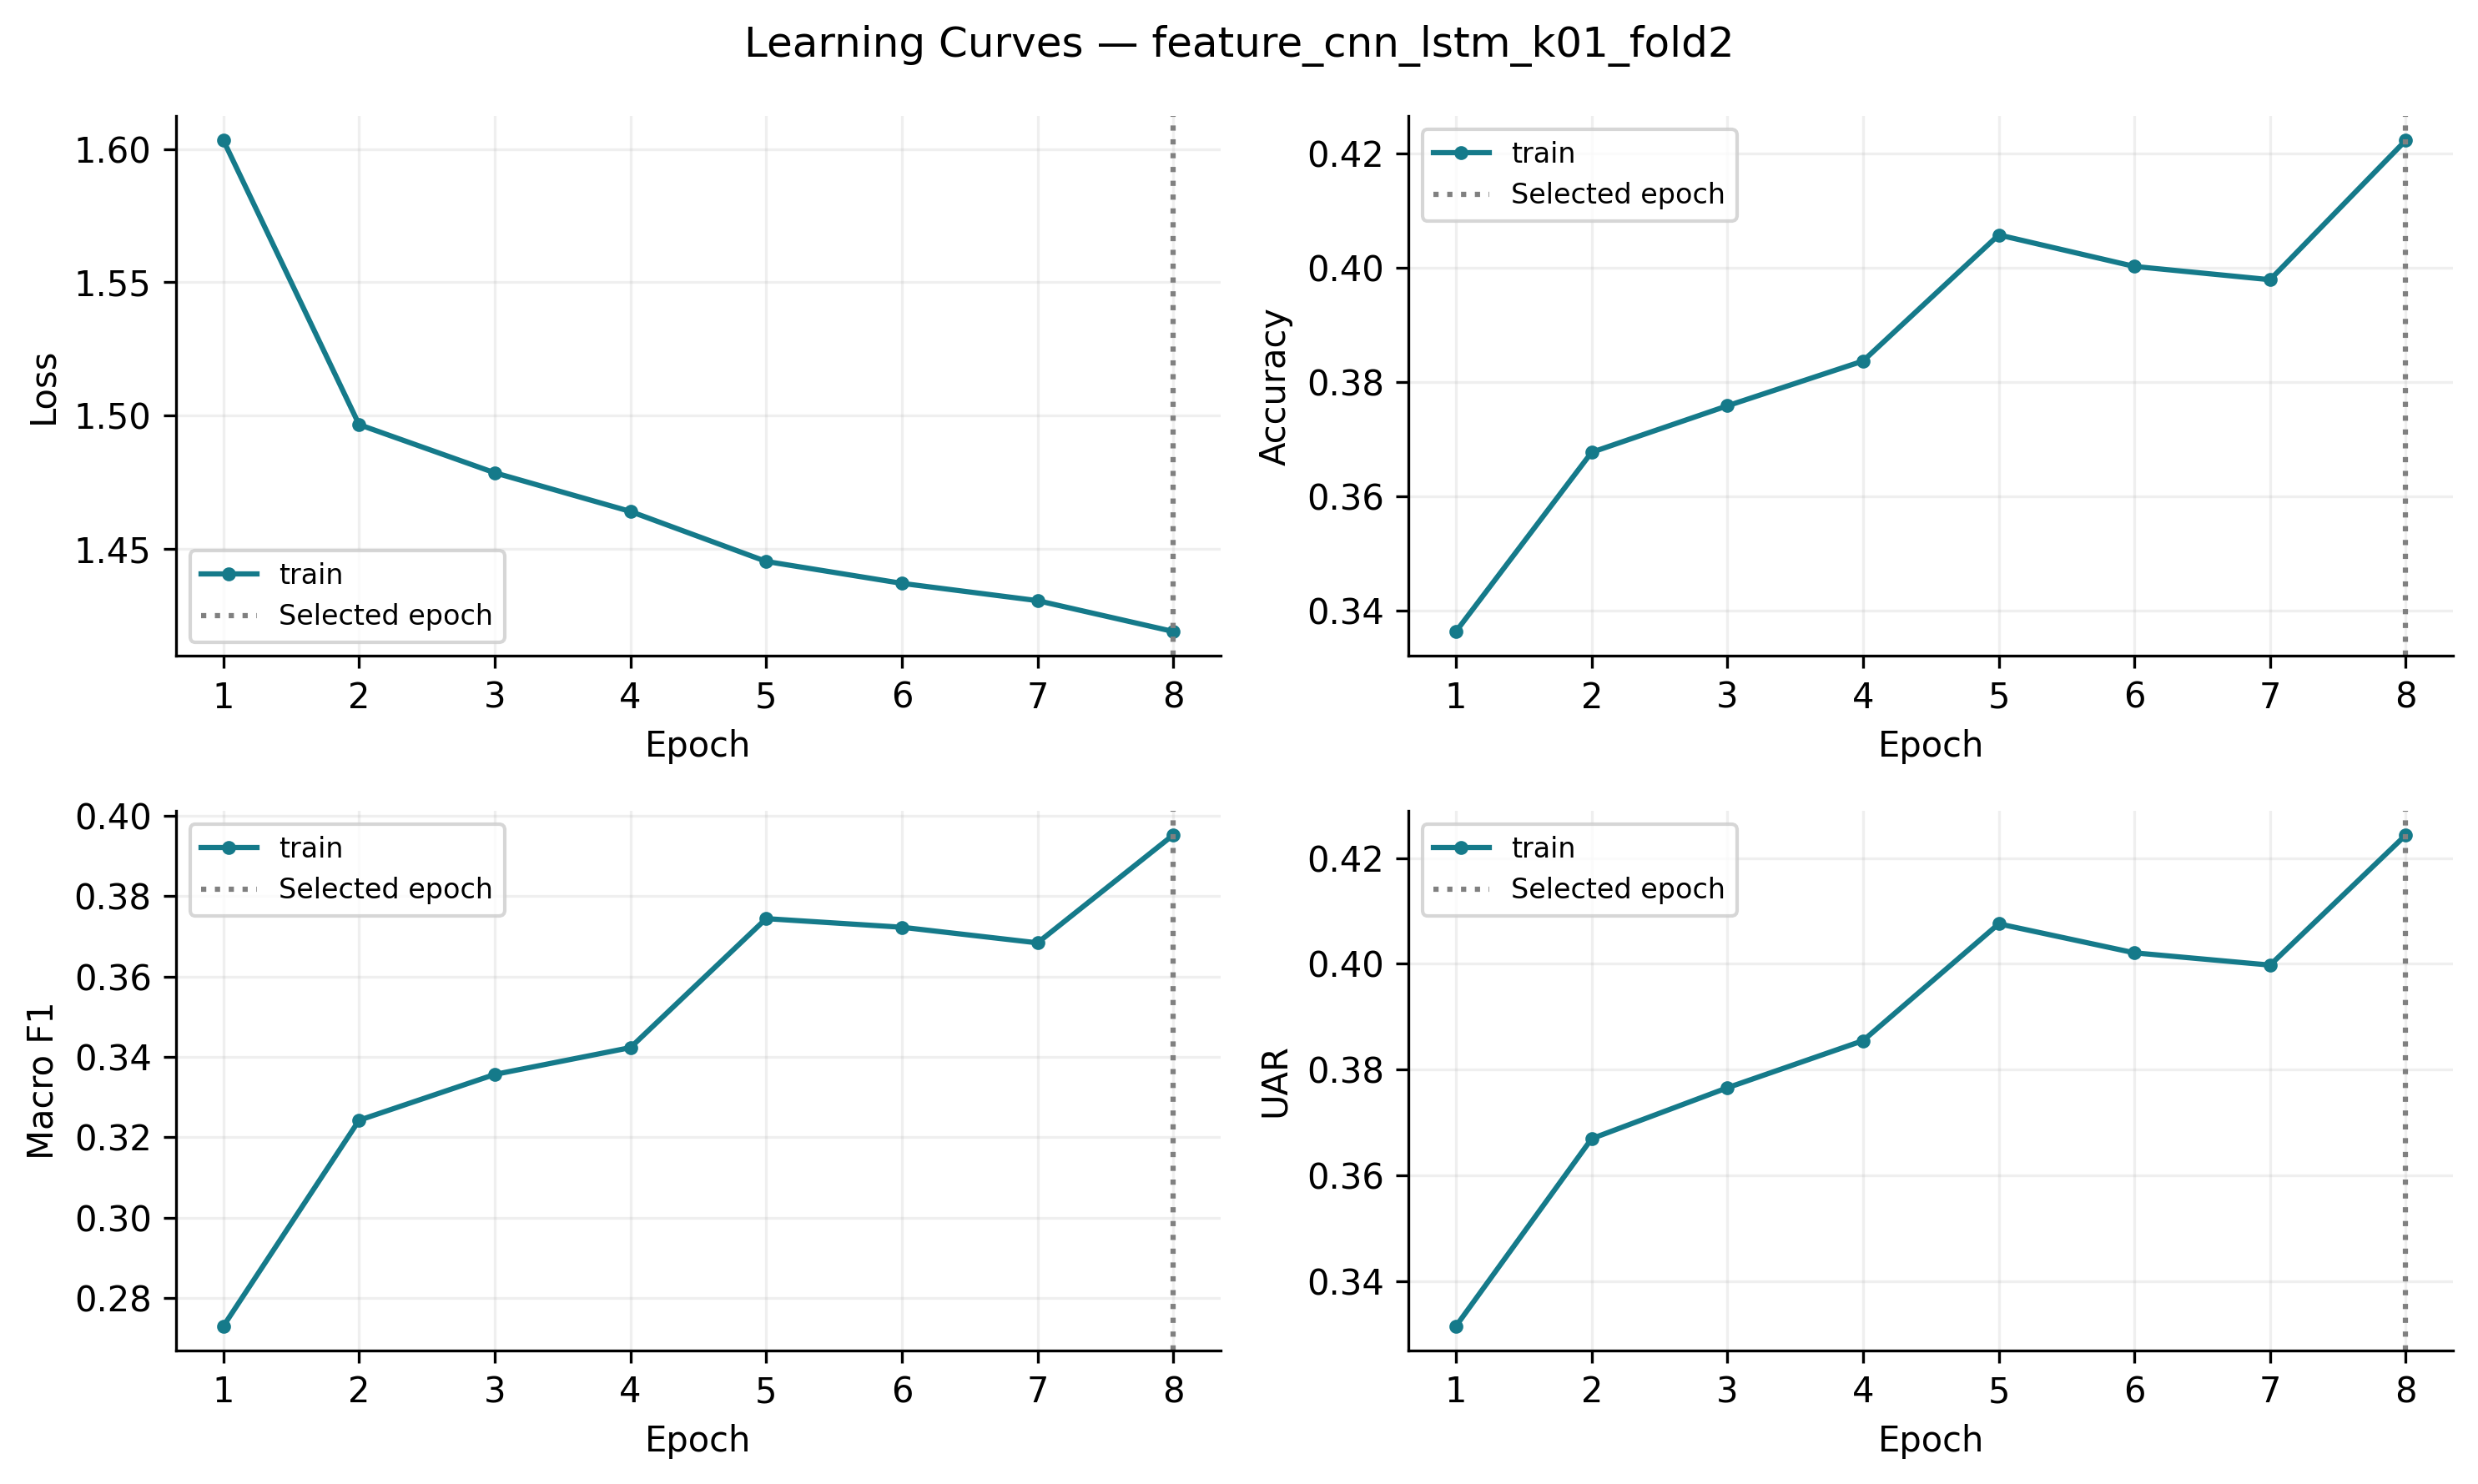 Learning Curves — feature_cnn_lstm_k01_fold2
1.60
1.55
1.50
1.45
Loss
train
Selected epoch
1 2 3 4 5 6 7 8
Epoch
0.42
0.40
0.38
0.36
0.34
Accuracy
train
Selected epoch
1 2 3 4 5 6 7 8
Epoch
0.40
0.38
0.36
0.34
0.32
0.30
0.28
Macro F1
train
Selected epoch
1 2 3 4 5 6 7 8
Epoch
0.42
0.40
0.38
0.36
0.34
UAR
train
Selected epoch
1 2 3 4 5 6 7 8
Epoch